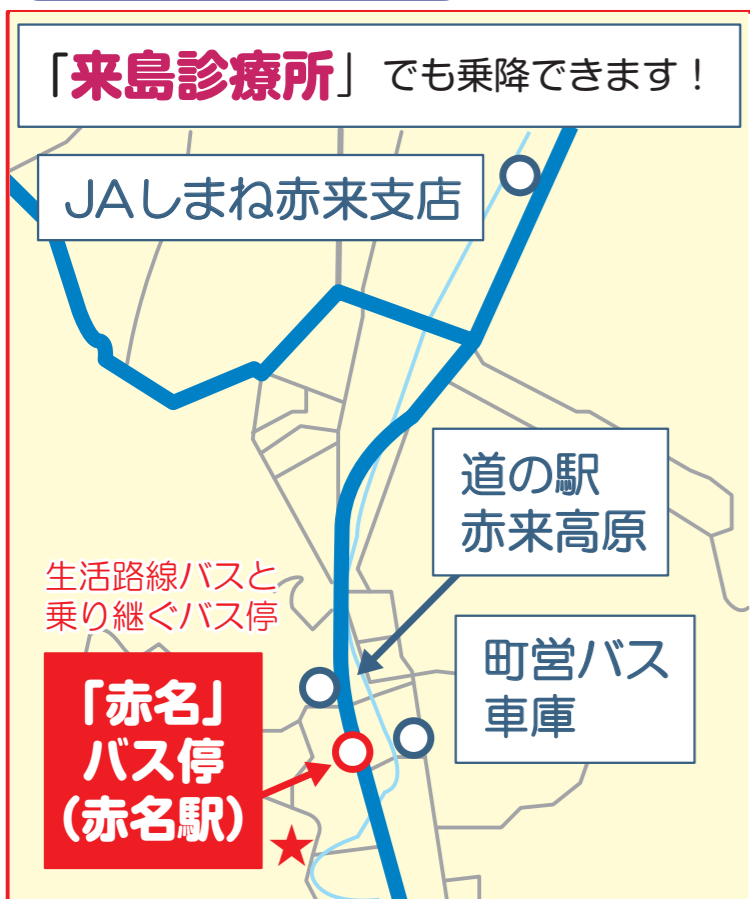 「来島診療所」でも乗降できます！
JAしまね赤来支店
道の駅
赤来高原
生活路線バスと
乗り継ぐバス停
町営バス
車庫
「赤名」
バス停
(赤名駅)